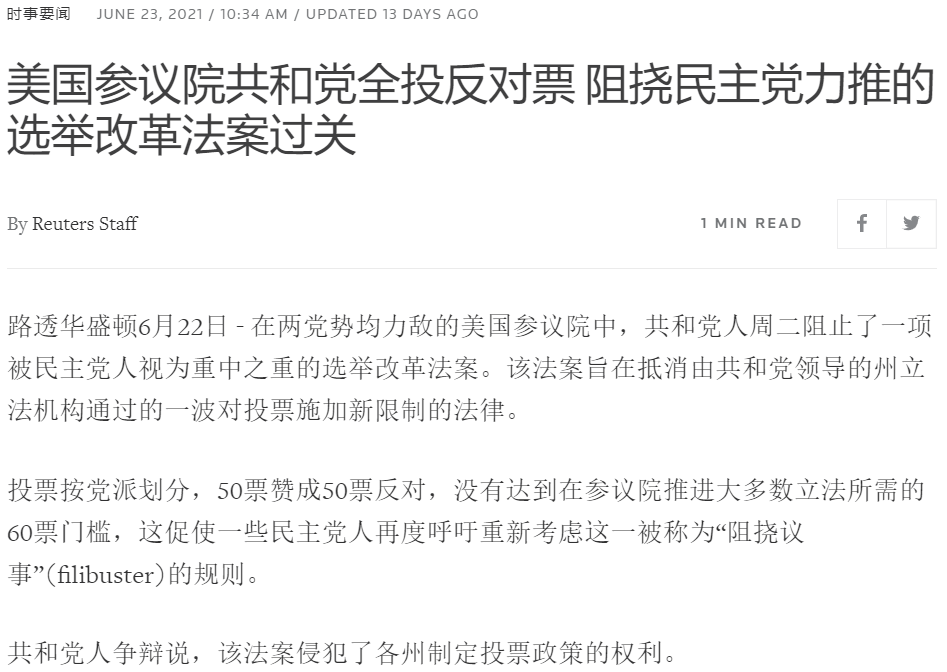 时事要闻 JUNE 23, 2021 / 10:34 AM / UPDATED 13 DAYS AGO
美国参议院共和党全投反对票 阻挠民主党力推的
选举改革法案过关
By Reuters Staff 1 MIN READ
路透华盛顿6月22日 - 在两党势均力敌的美国参议院中，共和党人周二阻止了一项
被民主党人视为重中之重的选举改革法案。该法案旨在抵消由共和党领导的州立
法机构通过的一波对投票施加新限制的法律。
投票按党派划分，50票赞成50票反对，没有达到在参议院推进大多数立法所需的
60票门槛，这促使一些民主党人再度呼吁重新考虑这一被称为“阻挠议
事”(filibuster)的规则。
共和党人争辩说，该法案侵犯了各州制定投票政策的权利。